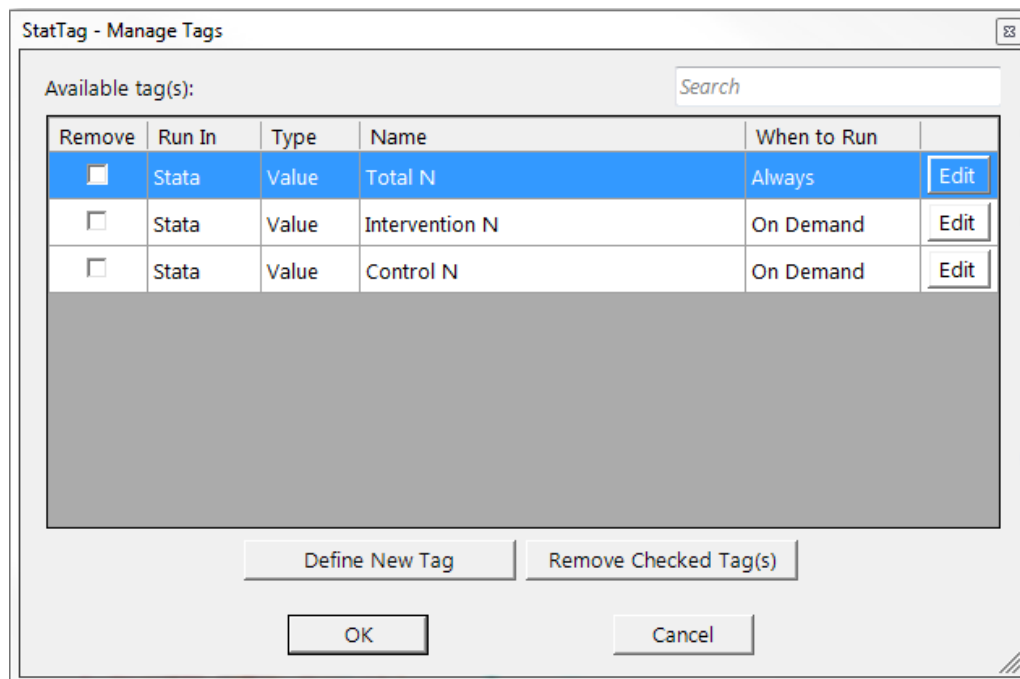 StatTag - Manage Tags
Available tag(s): Search
Remove Run In Type Name When to Run
Stata Value Total N Always Edit
Stata Value Intervention N On Demand Edit
Stata Value Control N On Demand Edit
Define New Tag Remove Checked Tag(s)
OK Cancel